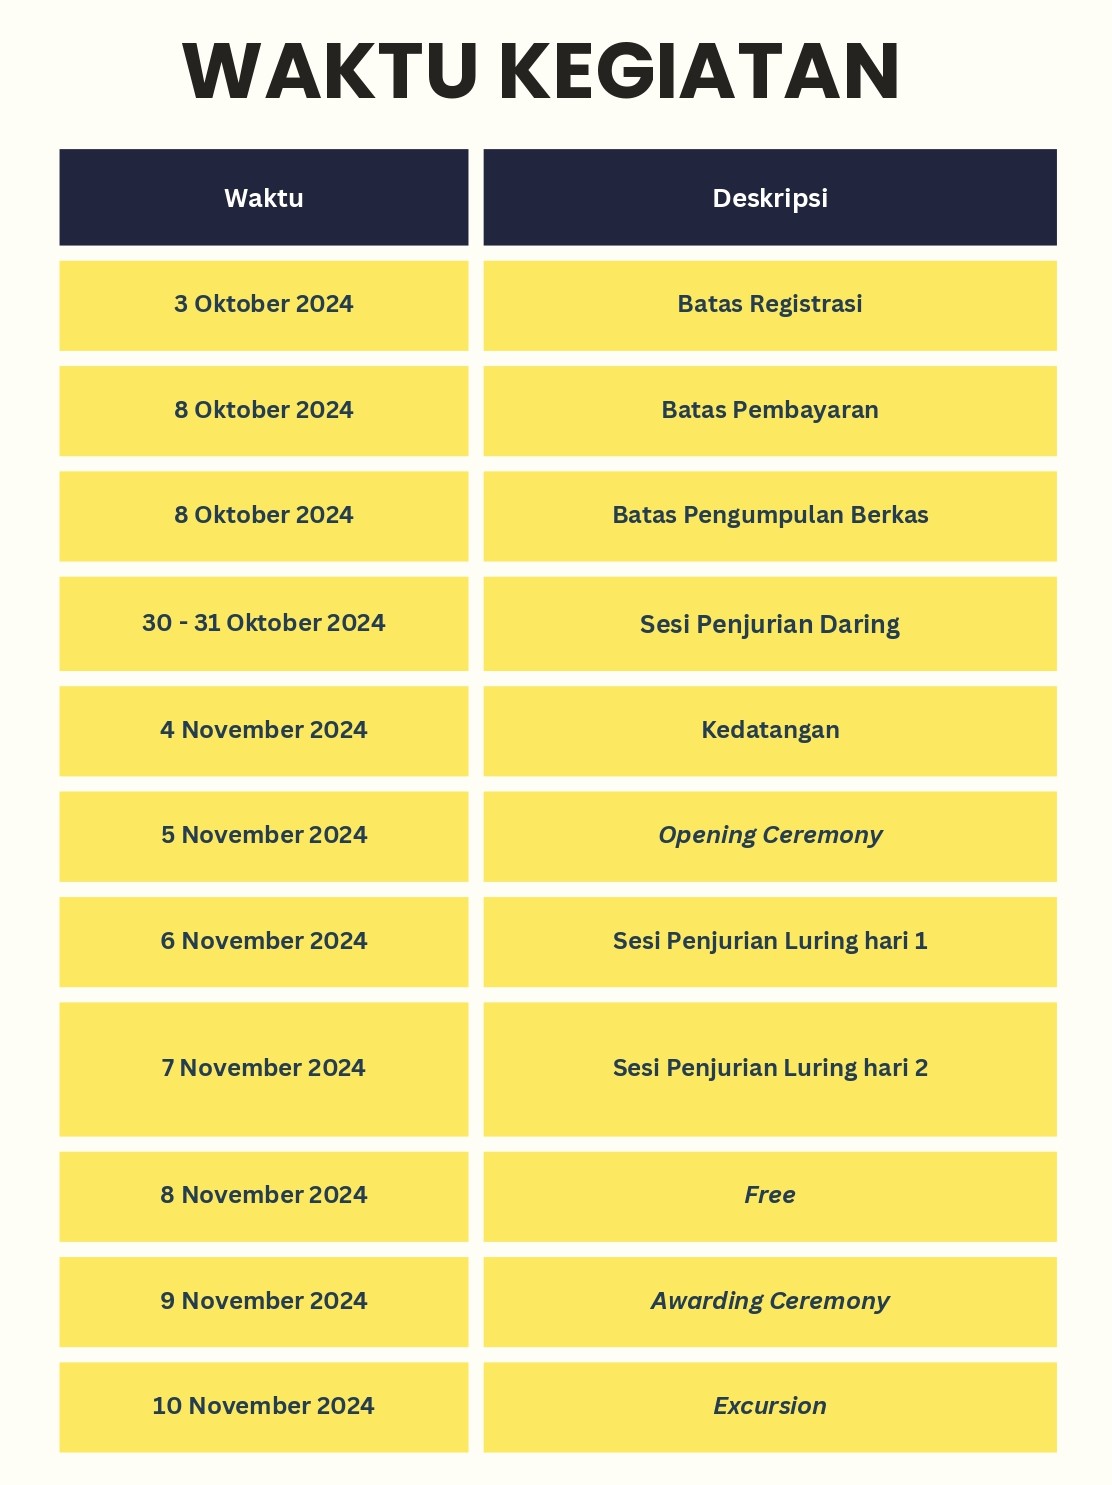 WAKTU KEGIATAN
Waktu Deskripsi
3 Oktober 2024 Batas Registrasi
8 Oktober 2024 Batas Pembayaran
8 Oktober 2024 Batas Pengumpulan Berkas
30 - 31 Oktober 2024 Sesi Penjurian Daring
4 November 2024 Kedatangan
5 November 2024 Opening Ceremony
6 November 2024 Sesi Penjurian Luring hari 1
7 November 2024 Sesi Penjurian Luring hari 2
8 November 2024 Free
9 November 2024 Awarding Ceremony
10 November 2024 Excursion